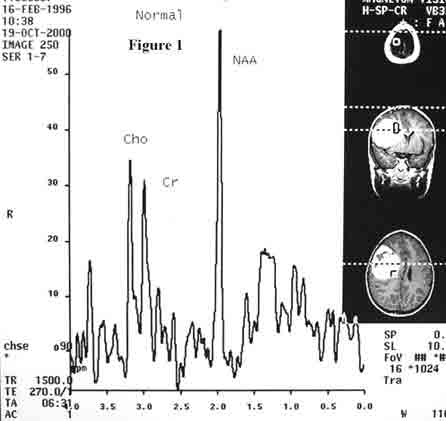 16-FEB-1996
10:38
19-OCT-2000
IMAGE 250
SER 1-7
Normal
Figure 1
NAA
Cho
Cr
H-SP-CR
VB3
: F A
60
50
40
30
20
10
R
chse
*
TR 1500.0
TE 270.0/
TA 06:31
AC 1
3.5 3.0 2.5 2.0 1.5 1.0 0.5 0.0
SP 0.
SL 10.
FoV ## *#
16 *1024
Tra
W 110